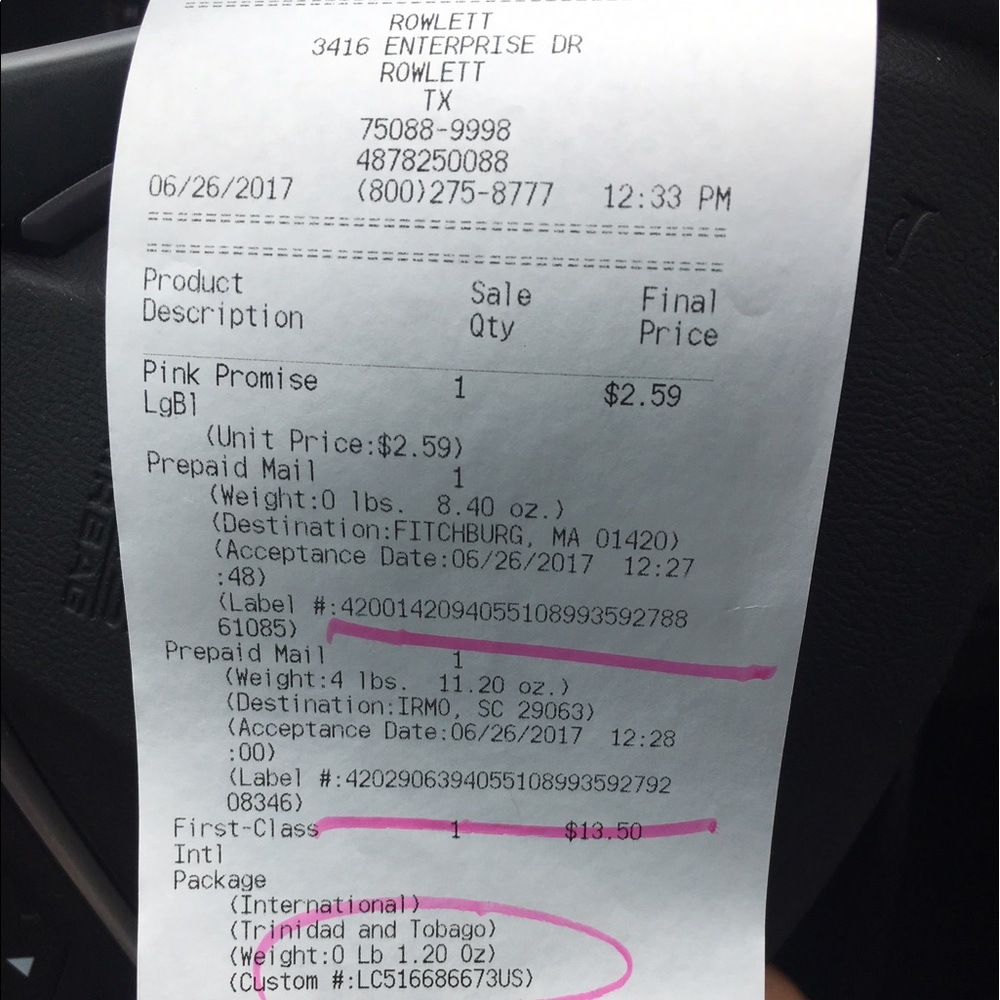 ROWLETT
3416 ENTERPRISE DR
ROWLETT
TX
75088-9998
4878250088
06/26/2017 (800)275-8777 12:33 PM
Product Sale Final
Description Qty Price
Pink Promise 1 $2.59
LgBl
(Unit Price:$2.59)
Prepaid Mail 1
(Weight:0 lbs. 8.40 oz.)
(Destination:FITCHBURG, MA 01420)
(Acceptance Date:06/26/2017 12:27
:48)
(Label #:4200142094055108993592788
61085)
Prepaid Mail 1
(Weight:4 lbs. 11.20 oz.)
(Destination:IRMO, SC 29063)
(Acceptance Date:06/26/2017 12:28
:00)
(Label #:4202906394055108993592792
08346)
First-Class 1 $13.50
Intl
Package
(International)
(Trinidad and Tobago)
(Weight:0 Lb 1.20 Oz)
(Custom #:LC516686673US)